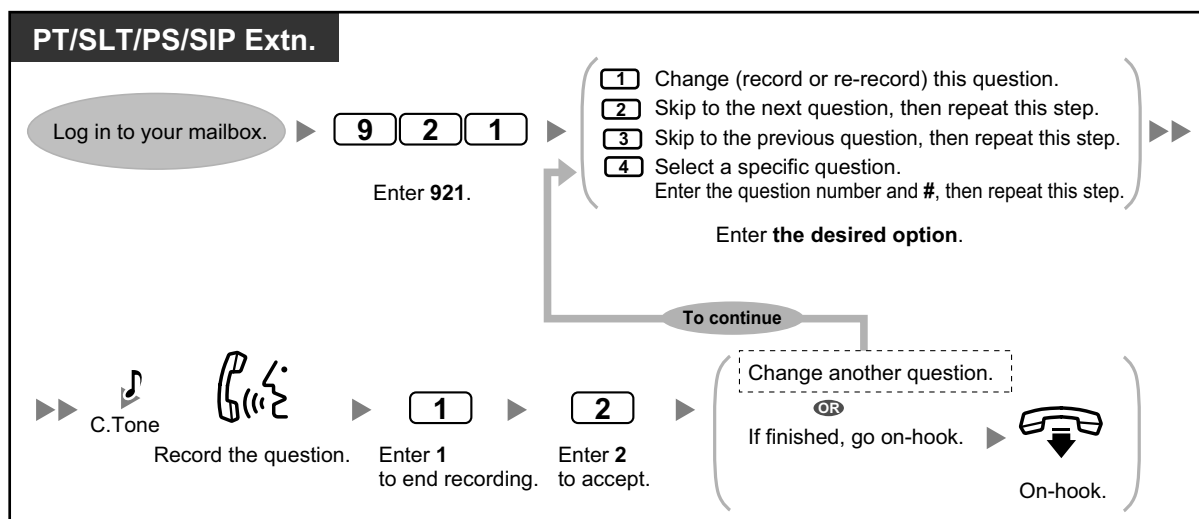 PT/SLT/PS/SIP Extn.
Log in to your mailbox.
9 2 1
Enter 921.
1 Change (record or re-record) this question.
2 Skip to the next question, then repeat this step.
3 Skip to the previous question, then repeat this step.
4 Select a specific question.
Enter the question number and #, then repeat this step.
Enter the desired option.
To continue
C.Tone
Record the question.
1
Enter 1
to end recording.
2
Enter 2
to accept.
Change another question.
OR
If finished, go on-hook.
On-hook.